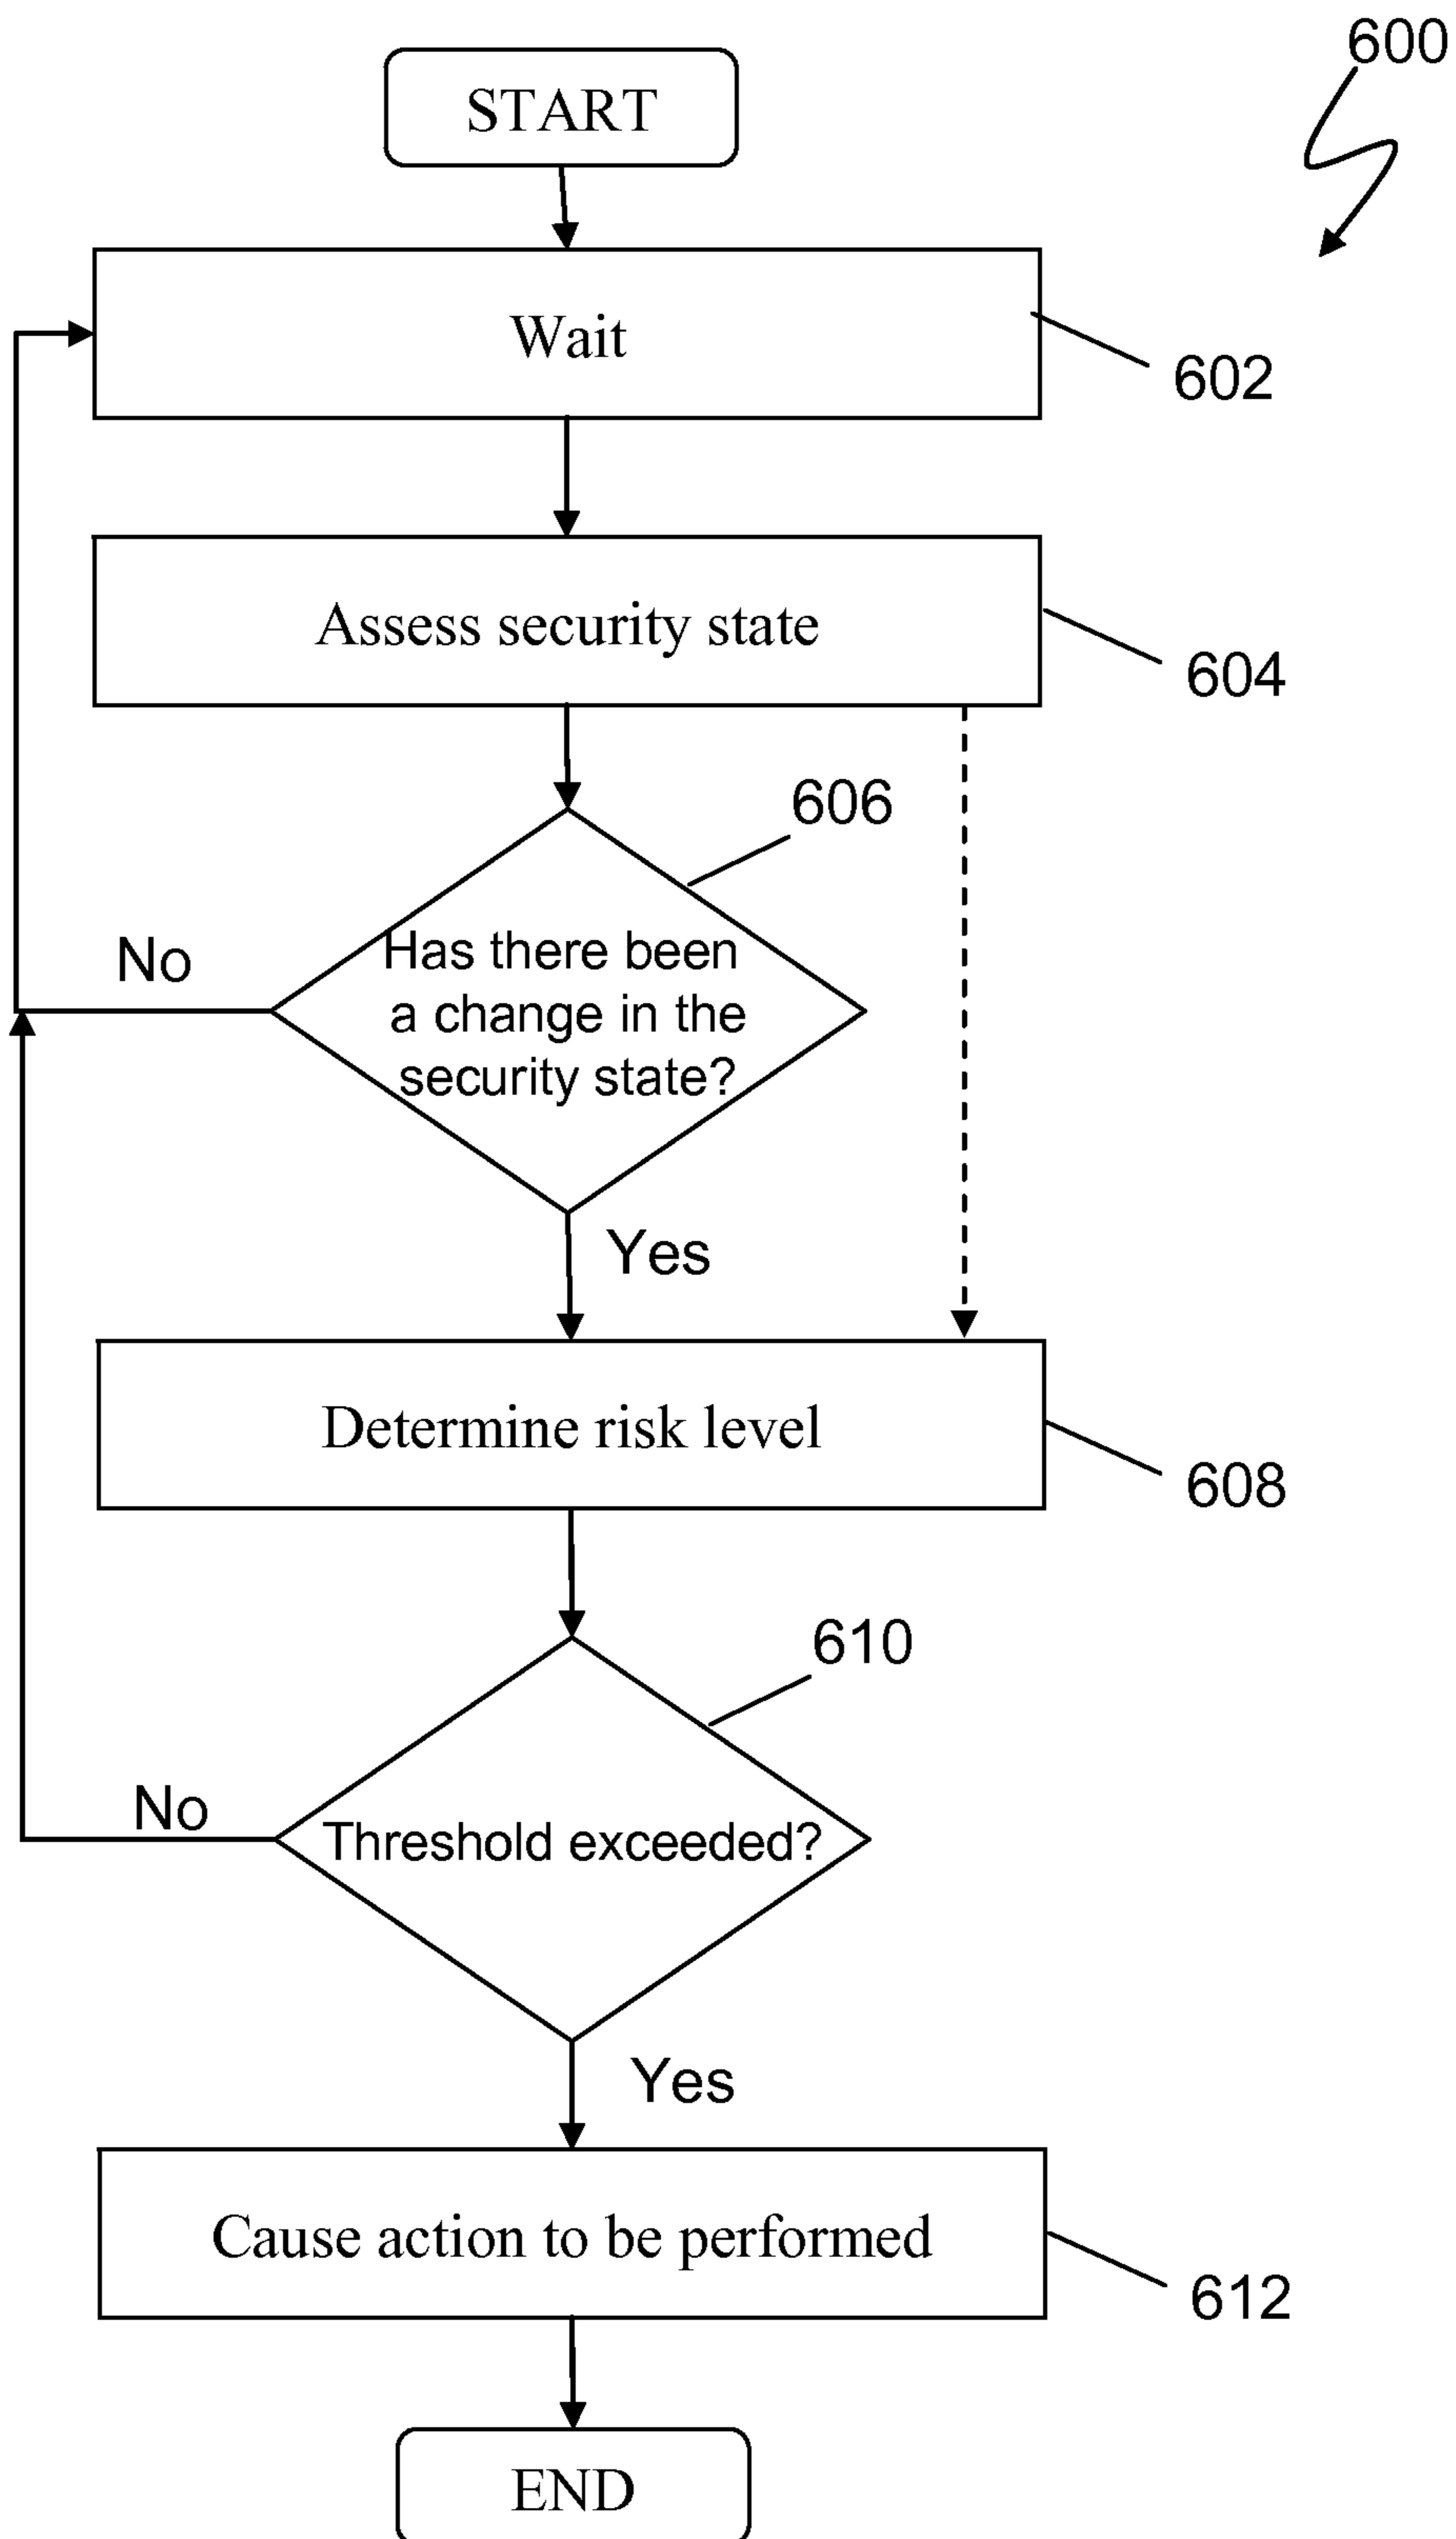 600
START
Wait
602
Assess security state
604
606
Has there been
a change in the
security state?
No
Yes
Determine risk level
608
610
Threshold exceeded?
No
Yes
Cause action to be performed
612
END